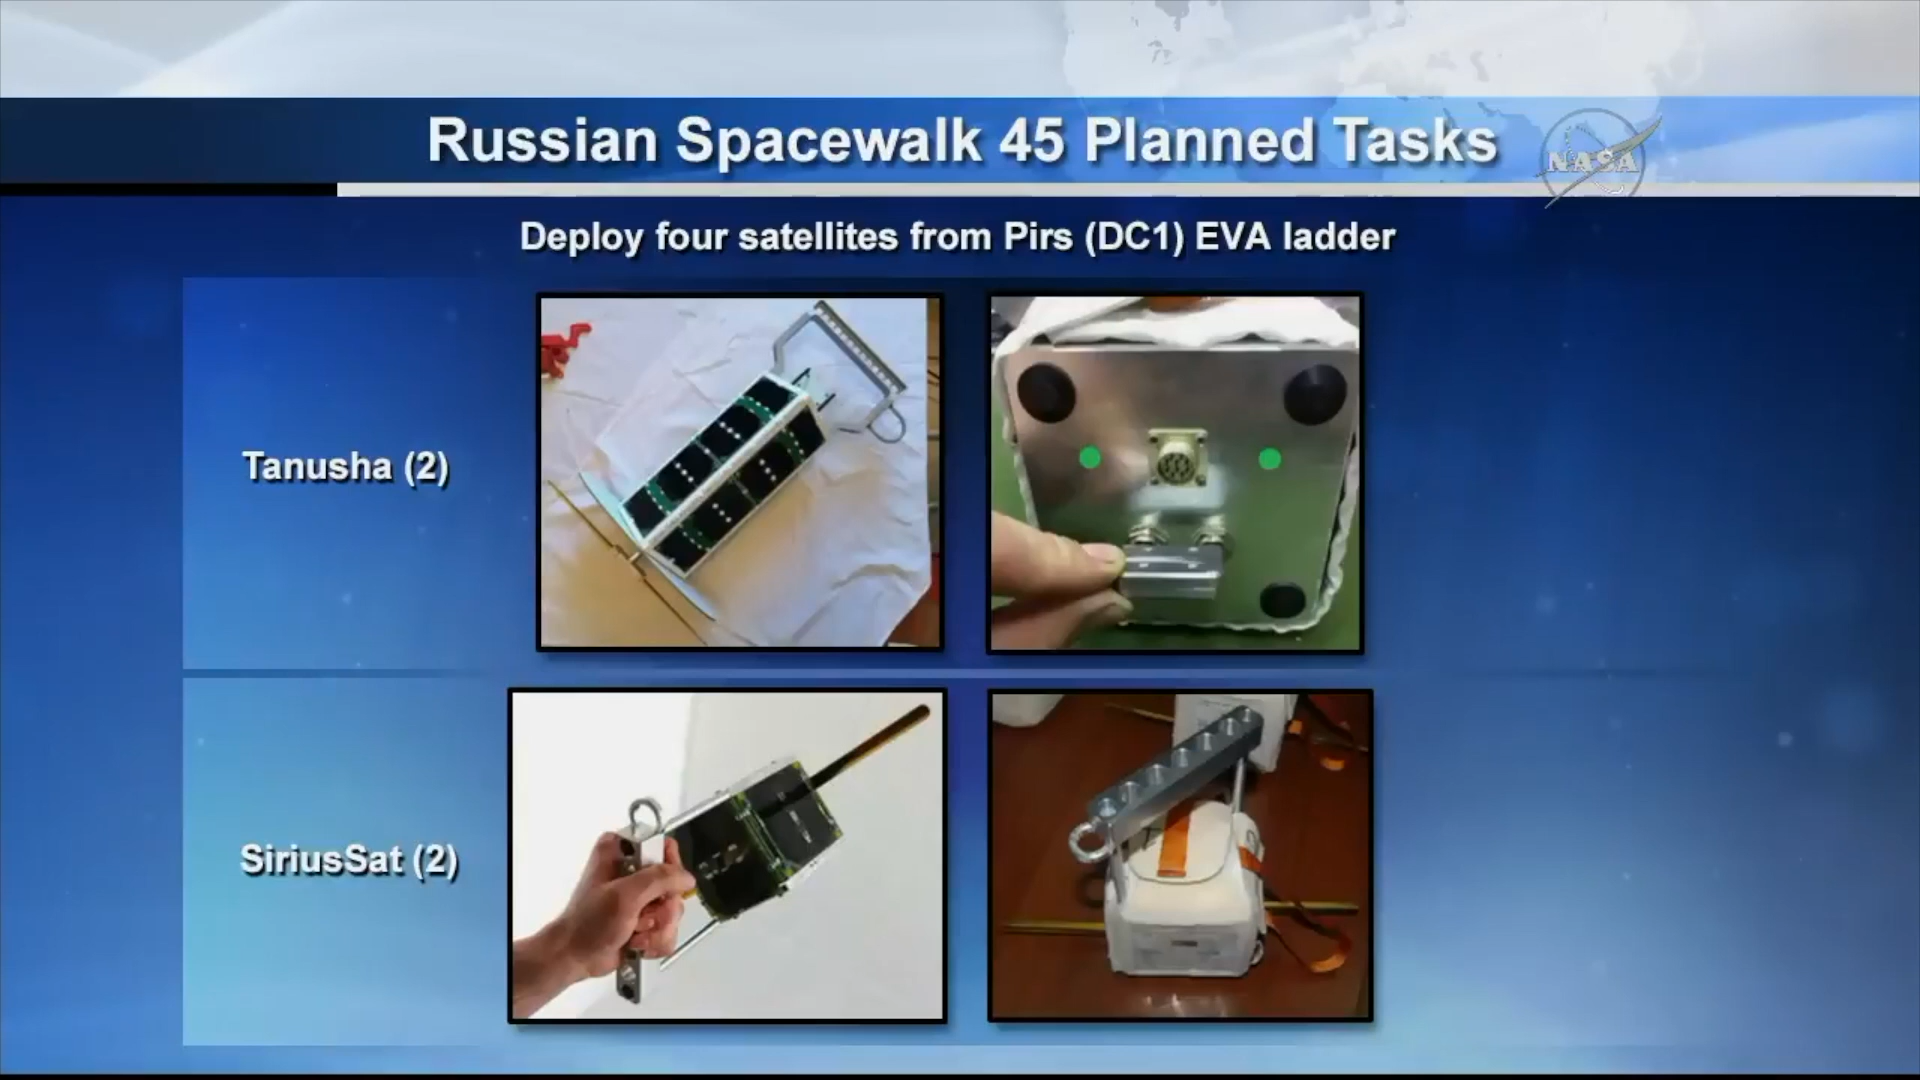 Russian Spacewalk 45 Planned Tasks
NASA
Deploy four satellites from Pirs (DC1) EVA ladder
Tanusha (2)
SiriusSat (2)